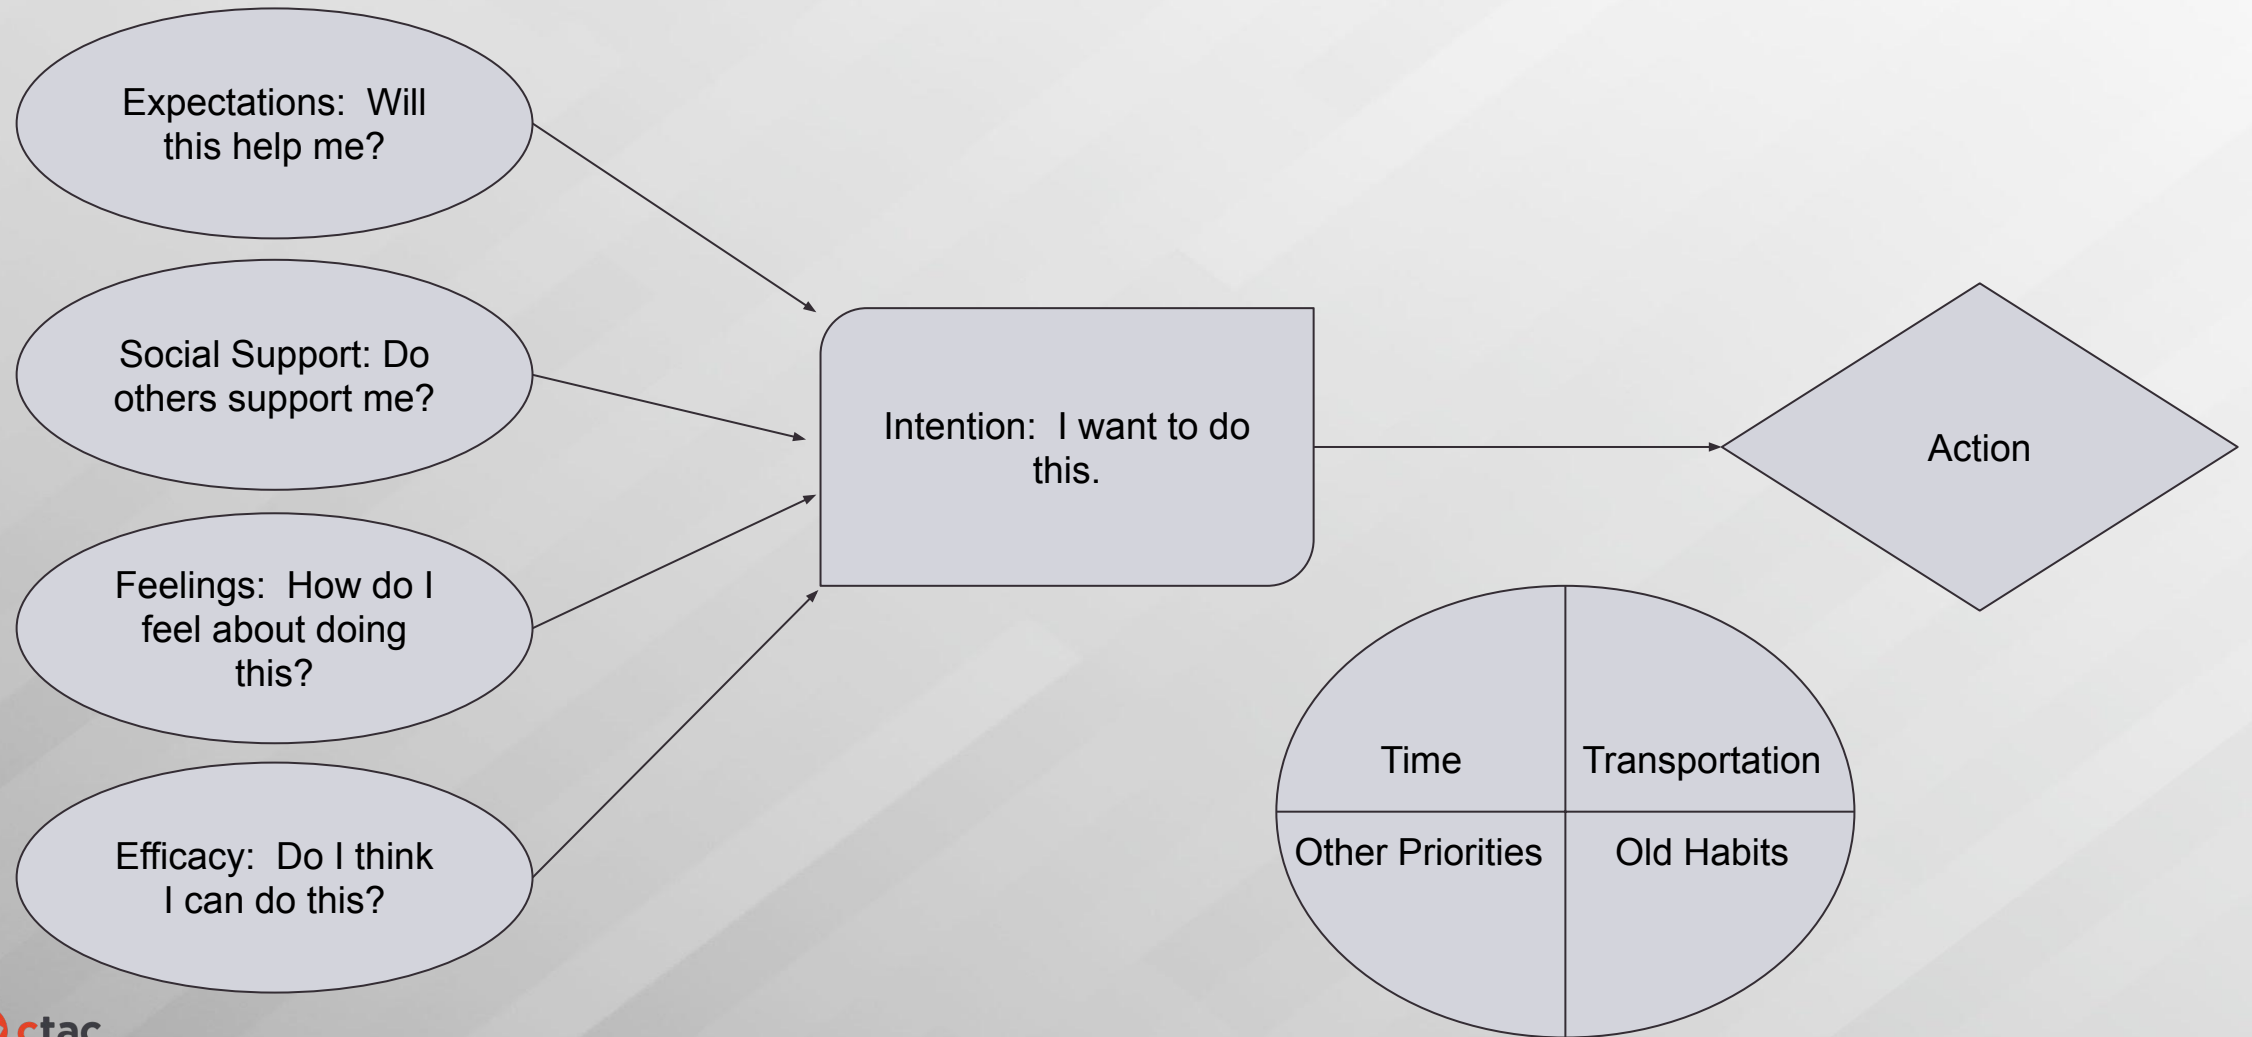 Expectations:  Will
this help me?
Social Support: Do
others support me?
Feelings:  How do I
feel about doing
this?
Efficacy:  Do I think
I can do this?
Intention:  I want to do
this.
Action
Time
Transportation
Other Priorities
Old Habits
ctac